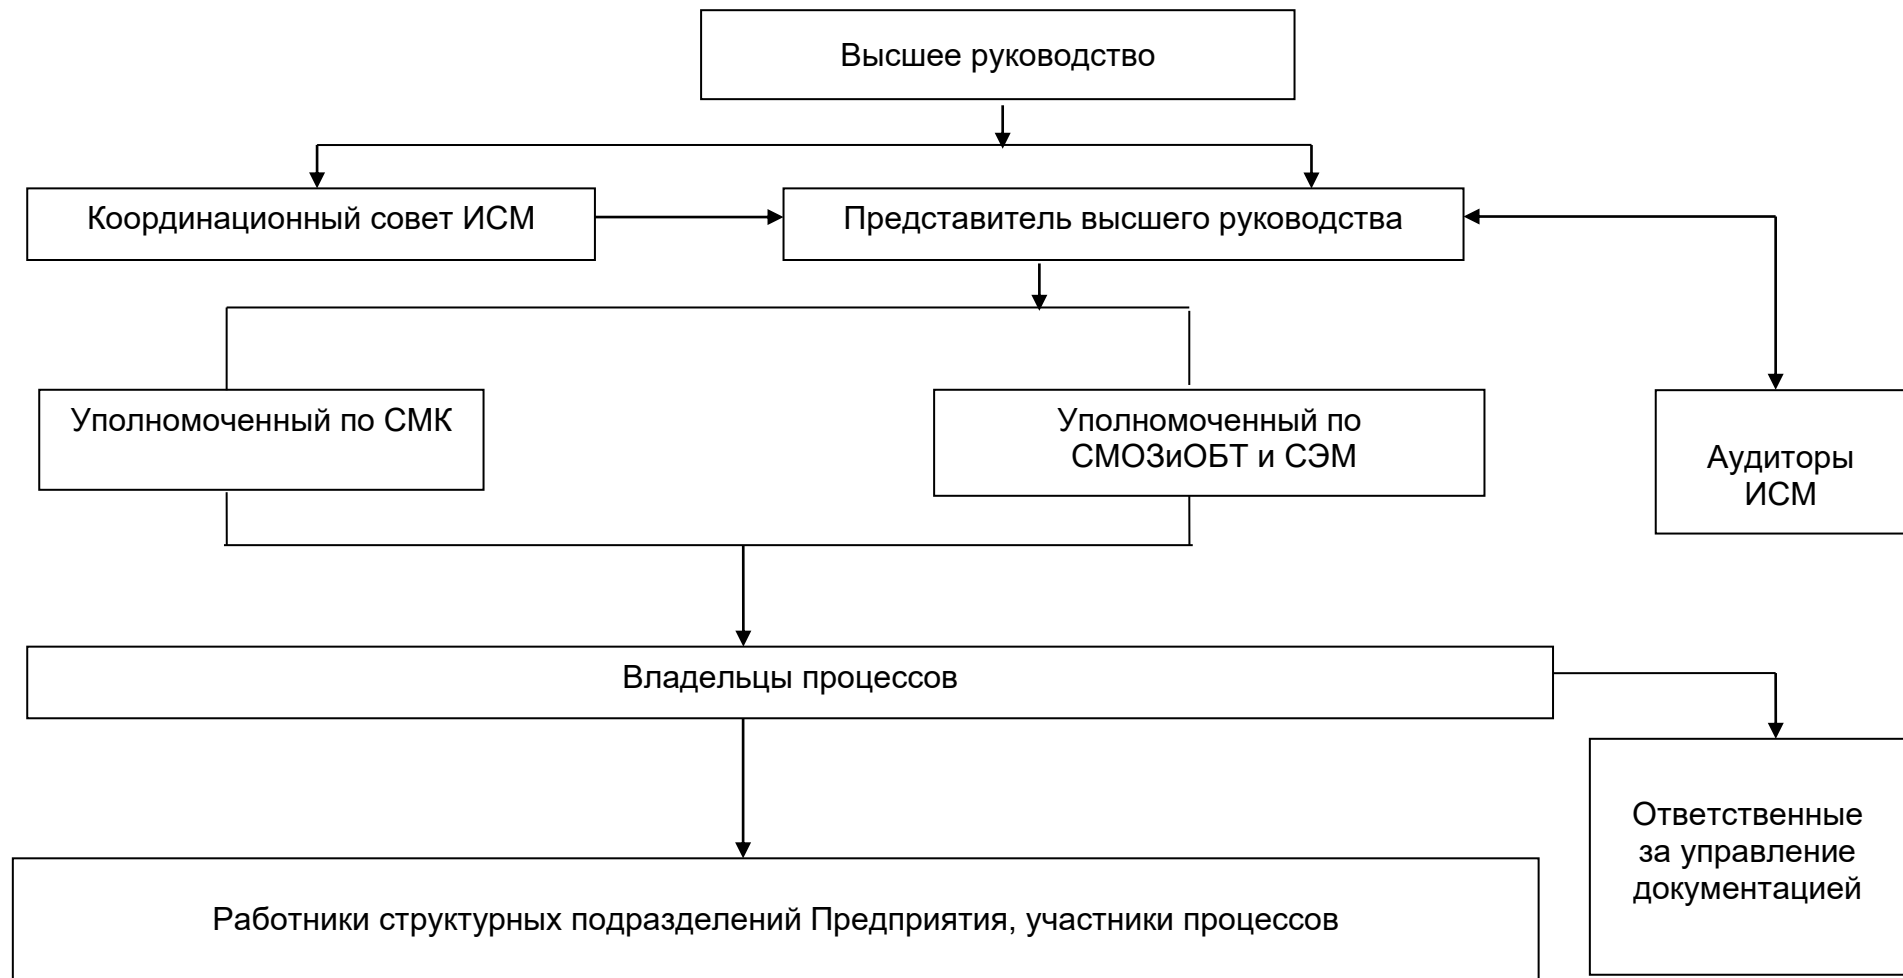 Высшее руководство
Координационный совет ИСМ
Представитель высшего руководства
Уполномоченный по СМК
Уполномоченный по
СМОЗиОБТ и СЭМ
Аудиторы
ИСМ
Владельцы процессов
Ответственные
за управление
документацией
Работники структурных подразделений Предприятия, участники процессов